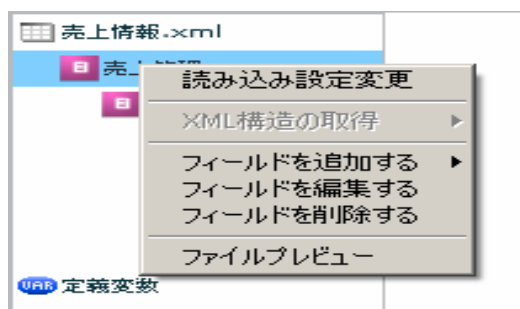 売上情報.xml
売上管理
読み込み設定変更
XML構造の取得
フィールドを追加する
フィールドを編集する
フィールドを削除する
ファイルプレビュー
VAR 定義変数